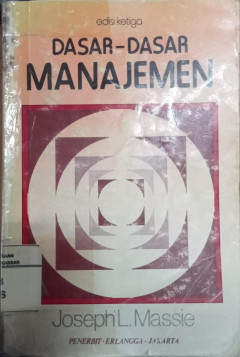 edisi ketiga
DASAR-DASAR
MANAJEMEN
Joseph L. Massie
PENERBIT ERLANGGA · JAKARTA